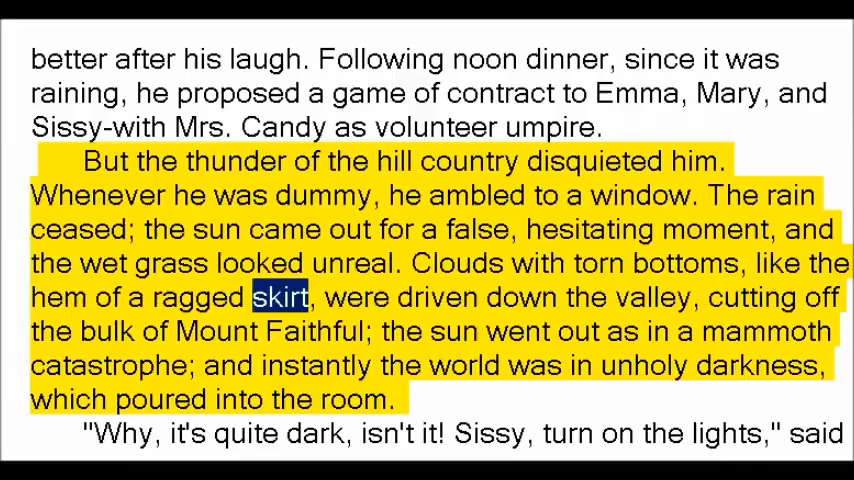 better after his laugh. Following noon dinner, since it was
raining, he proposed a game of contract to Emma, Mary, and
Sissy-with Mrs. Candy as volunteer umpire.
But the thunder of the hill country disquieted him.
Whenever he was dummy, he ambled to a window. The rain
ceased; the sun came out for a false, hesitating moment, and
the wet grass looked unreal. Clouds with torn bottoms, like the
hem of a ragged skirt, were driven down the valley, cutting off
the bulk of Mount Faithful; the sun went out as in a mammoth
catastrophe; and instantly the world was in unholy darkness,
which poured into the room.
"Why, it's quite dark, isn't it! Sissy, turn on the lights," said